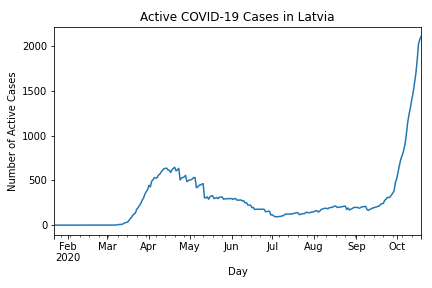 Active COVID-19 Cases in Latvia
Number of Active Cases
2000
1500
1000
500
0
Feb Mar Apr May Jun Jul Aug Sep Oct
2020
Day